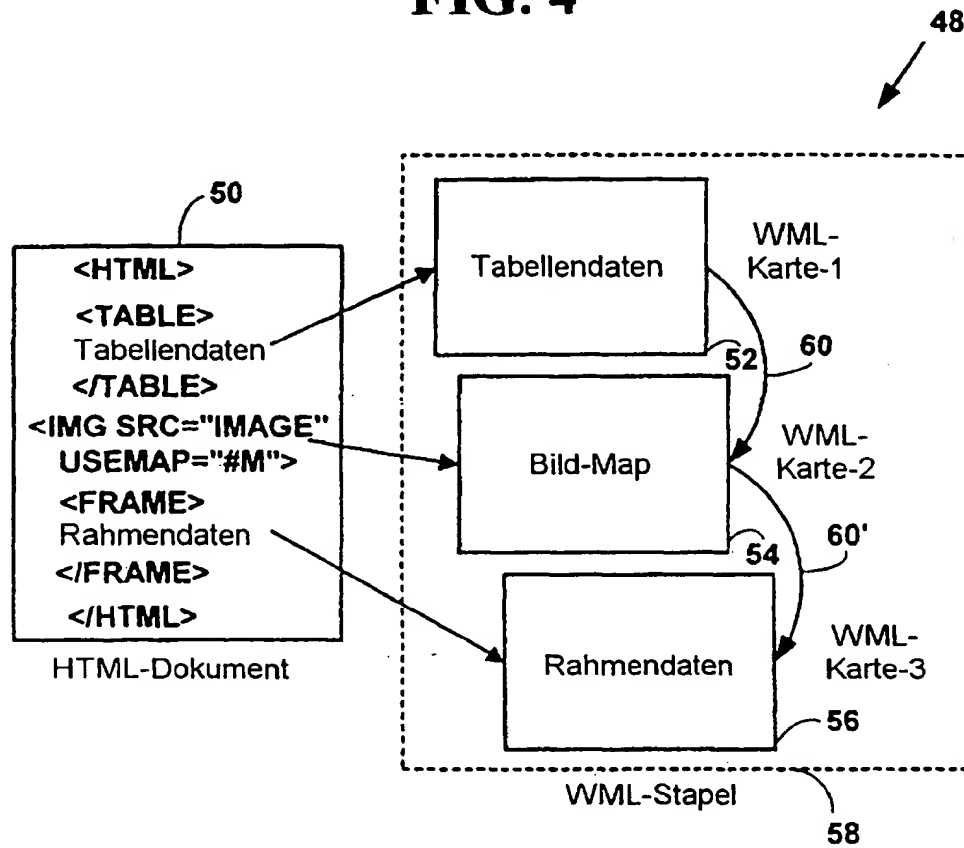 FIG. 4
48
50
<HTML>
<TABLE>
Tabellendaten
</TABLE>
<IMG SRC="IMAGE"
USEMAP="#M">
<FRAME>
Rahmendaten
</FRAME>
</HTML>
HTML-Dokument
Tabellendaten
WML-
Karte-1
52
60
Bild-Map
WML-
Karte-2
54
60'
Rahmendaten
WML-
Karte-3
56
WML-Stapel
58